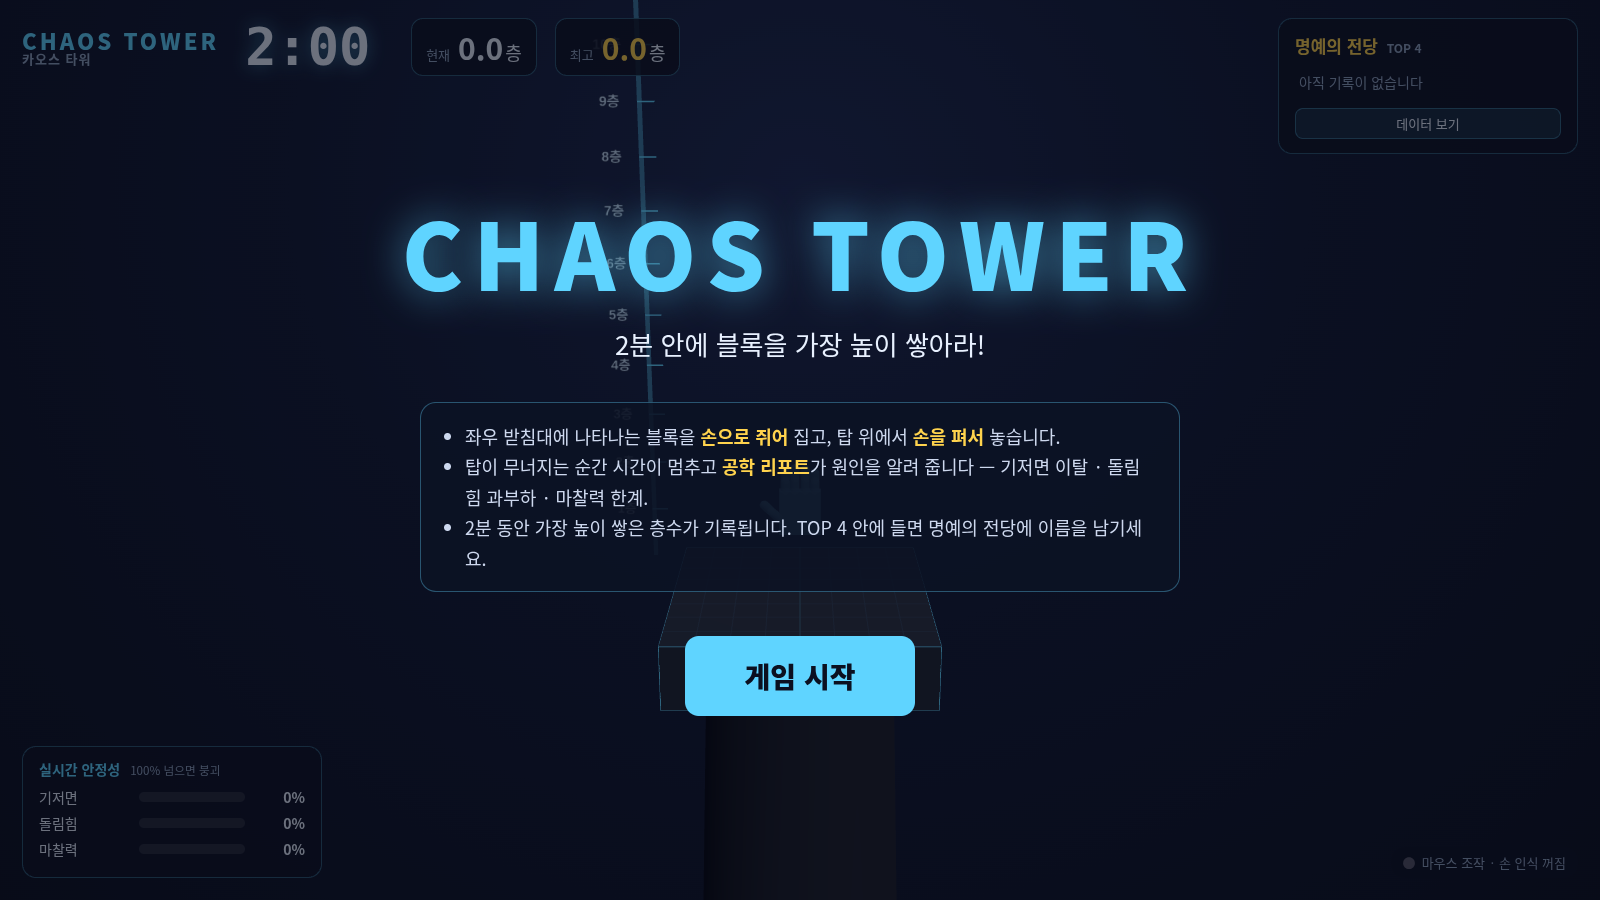 CHAOS TOWER
카오스 타워
2:00
현재 0.0층
최고 0.0층
명예의 전당 TOP 4
아직 기록이 없습니다
데이터 보기
9층
8층
7층
6층
5층
4층
3층
CHAOS TOWER
2분 안에 블록을 가장 높이 쌓아라!
좌우 받침대에 나타나는 블록을 손으로 쥐어 집고, 탑 위에서 손을 펴서 놓습니다.
탑이 무너지는 순간 시간이 멈추고 공학 리포트가 원인을 알려 줍니다 — 기저면 이탈 · 돌림
힘 과부하 · 마찰력 한계.
2분 동안 가장 높이 쌓은 층수가 기록됩니다. TOP 4 안에 들면 명예의 전당에 이름을 남기세
요.
게임 시작
실시간 안정성 100% 넘으면 붕괴
기저면 0%
돌림힘 0%
마찰력 0%
마우스 조작 · 손 인식 꺼짐